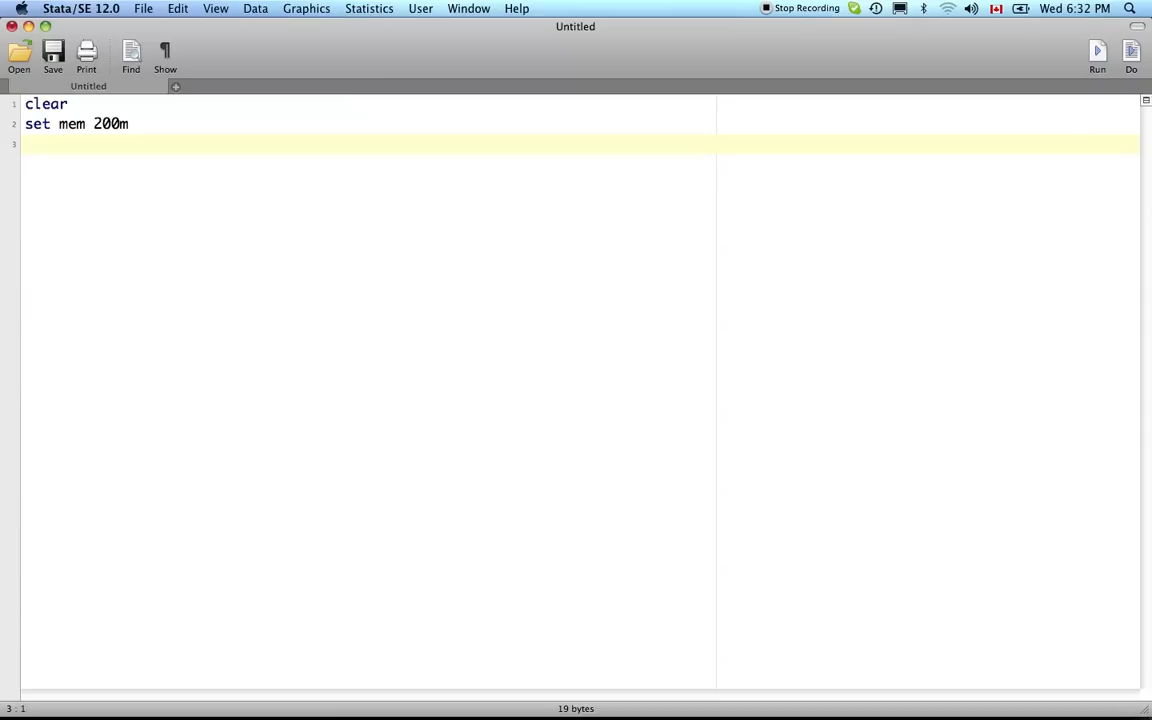 Stata/SE 12.0 File Edit View Data Graphics Statistics User Window Help Stop Recording Wed 6:32 PM
Untitled
Open Save Print Find Show Run Do
Untitled
1 clear
2 set mem 200m
3
3 : 1 19 bytes